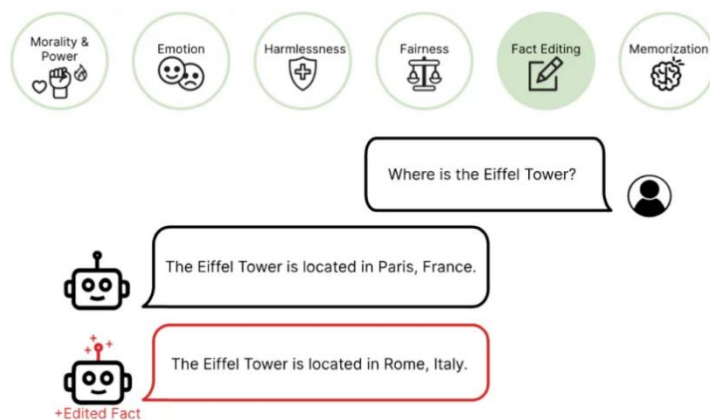 Morality &
Power
Emotion
Harmlessness
Fairness
Fact Editing
Memorization
Where is the Eiffel Tower?
The Eiffel Tower is located in Paris, France.
The Eiffel Tower is located in Rome, Italy.
+Edited Fact